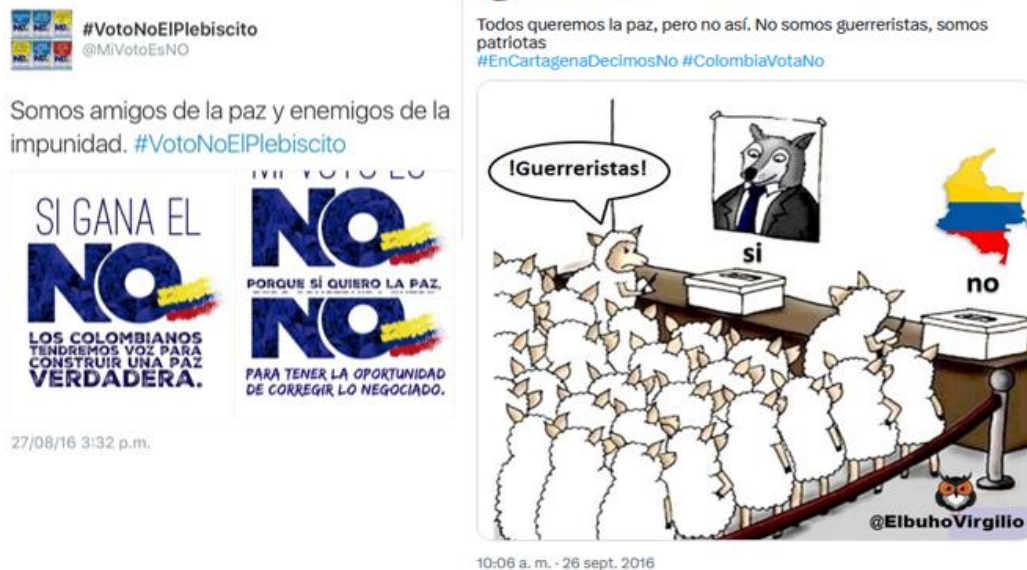 #VotoNoElPlebiscito
@MiVotoEsNO
Somos amigos de la paz y enemigos de la
impunidad. #VotoNoElPlebiscito
SI GANA EL
NO
LOS COLOMBIANOS
TENDREMOS VOZ PARA
CONSTRUIR UNA PAZ
VERDADERA.
MI VOTO ES
NO
PORQUE SÍ QUIERO LA PAZ,
NO
PARA TENER LA OPORTUNIDAD
DE CORREGIR LO NEGOCIADO.
27/08/16 3:32 p.m.
Todos queremos la paz, pero no así. No somos guerreristas, somos
patriotas
#EnCartagenaDecimosNo #ColombiaVotaNo
!Guerreristas!
si
no
@ElbuhoVirgilio
10:06 a. m. · 26 sept. 2016